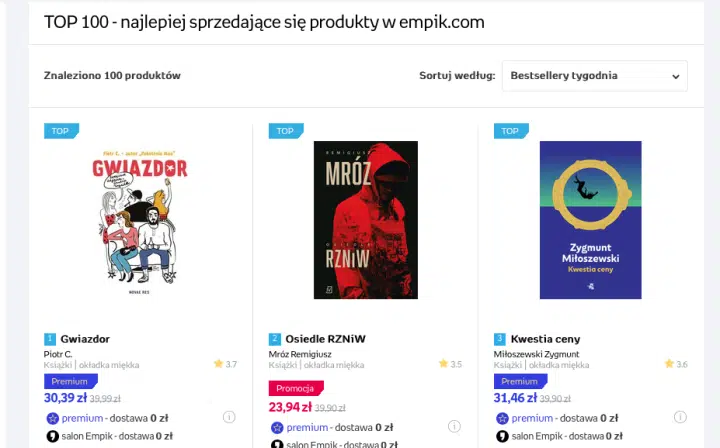 TOP 100 - najlepiej sprzedające się produkty w empik.com
Znaleziono 100 produktów
Sortuj według: Bestsellery tygodnia
TOP
Piotr C. - autor „Pokolenia Ikea”
GWIAZDOR
TOP
REMIGIUSZ
MRÓZ
OSIEDLE
RZNiW
TOP
Zygmunt
Miłoszewski
Kwestia ceny
1 Gwiazdor
Piotr C.
Książki | okładka miękka
3.7
Premium
30,39 zł 39,99 zł
premium - dostawa 0 zł
salon Empik - dostawa 0 zł
2 Osiedle RZNiW
Mróz Remigiusz
Książki | okładka miękka
3.5
Promocja
23,94 zł 39,90 zł
premium - dostawa 0 zł
salon Empik - dostawa 0 zł
3 Kwestia ceny
Miłoszewski Zygmunt
Książki | okładka miękka
3.6
Premium
31,46 zł 39,90 zł
premium - dostawa 0 zł
salon Empik - dostawa 0 zł